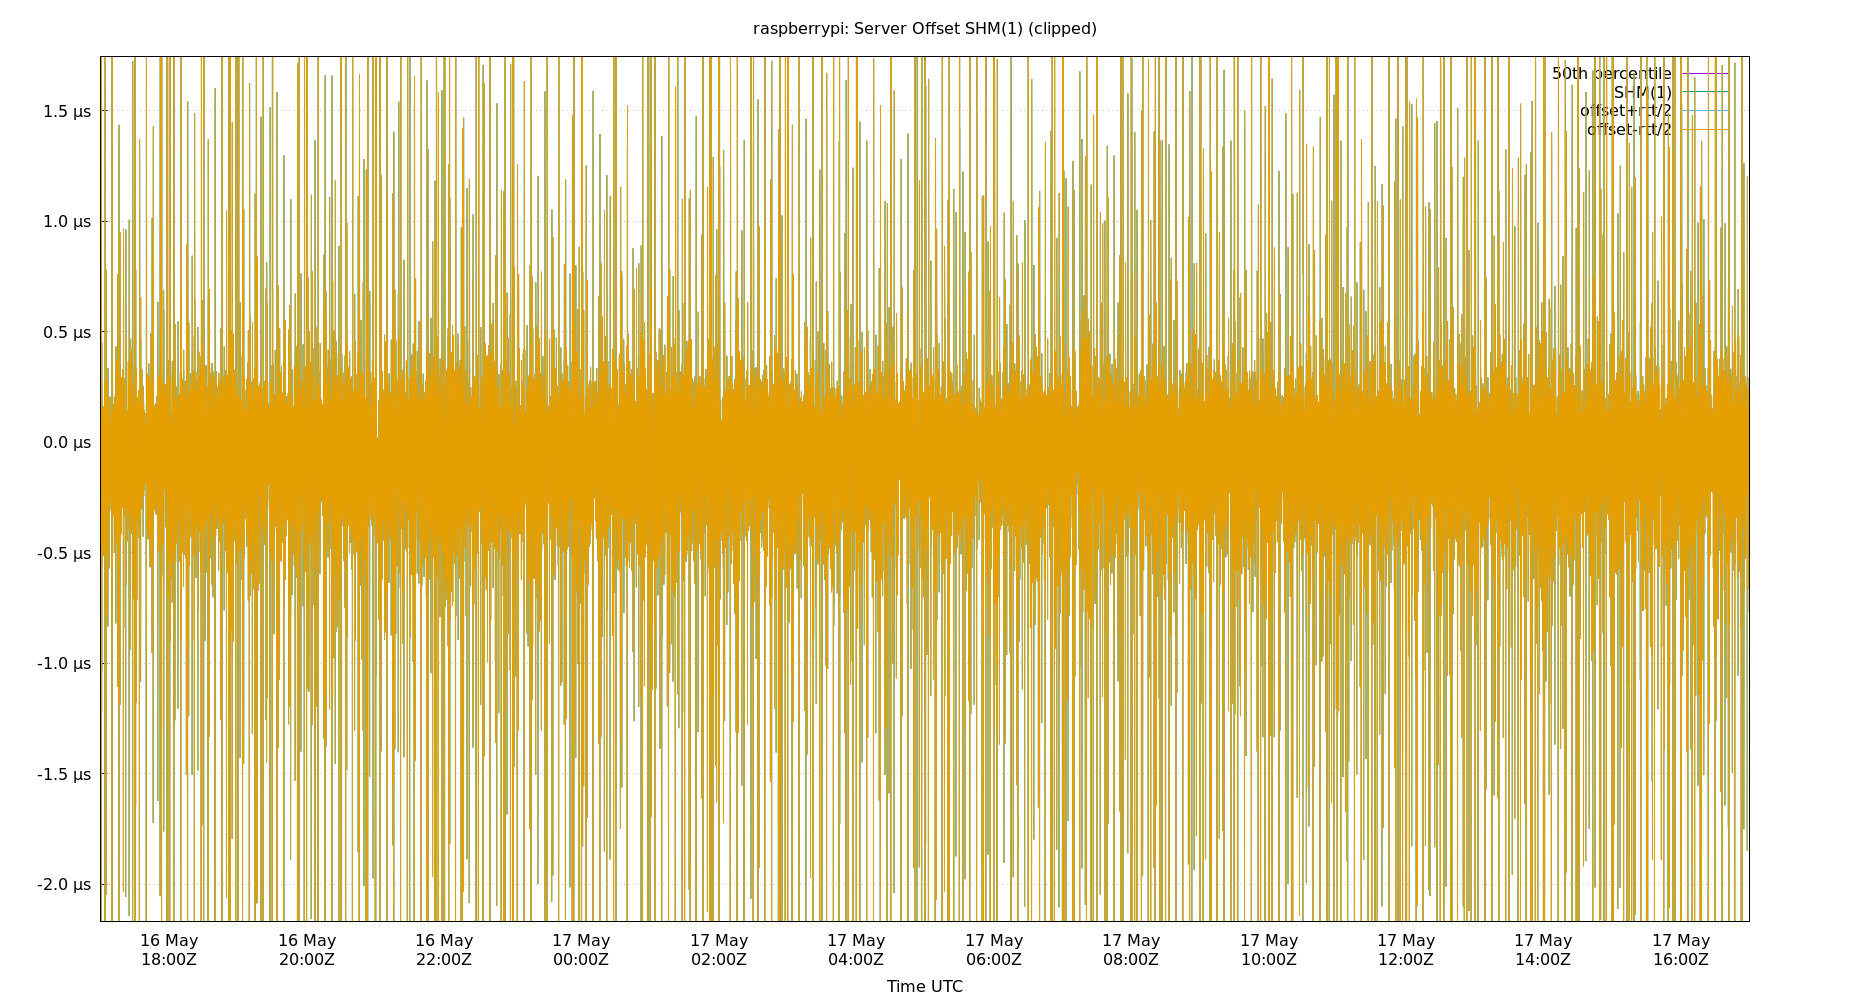 raspberrypi: Server Offset SHM(1) (clipped)
50th percentile
SHM(1)
offset+rtt/2
offset-rtt/2
1.5 µs
1.0 µs
0.5 µs
0.0 µs
-0.5 µs
-1.0 µs
-1.5 µs
-2.0 µs
16 May 16 May 16 May 17 May 17 May 17 May 17 May 17 May 17 May 17 May 17 May 17 May
18:00Z 20:00Z 22:00Z 00:00Z 02:00Z 04:00Z 06:00Z 08:00Z 10:00Z 12:00Z 14:00Z 16:00Z
Time UTC